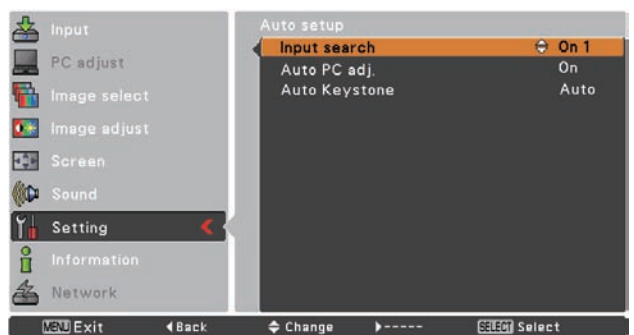 Input
PC adjust
Image select
Image adjust
Screen
Sound
Setting
Information
Network
Auto setup
Input search On 1
Auto PC adj. On
Auto Keystone Auto
MENU Exit Back Change ----- SELECT Select